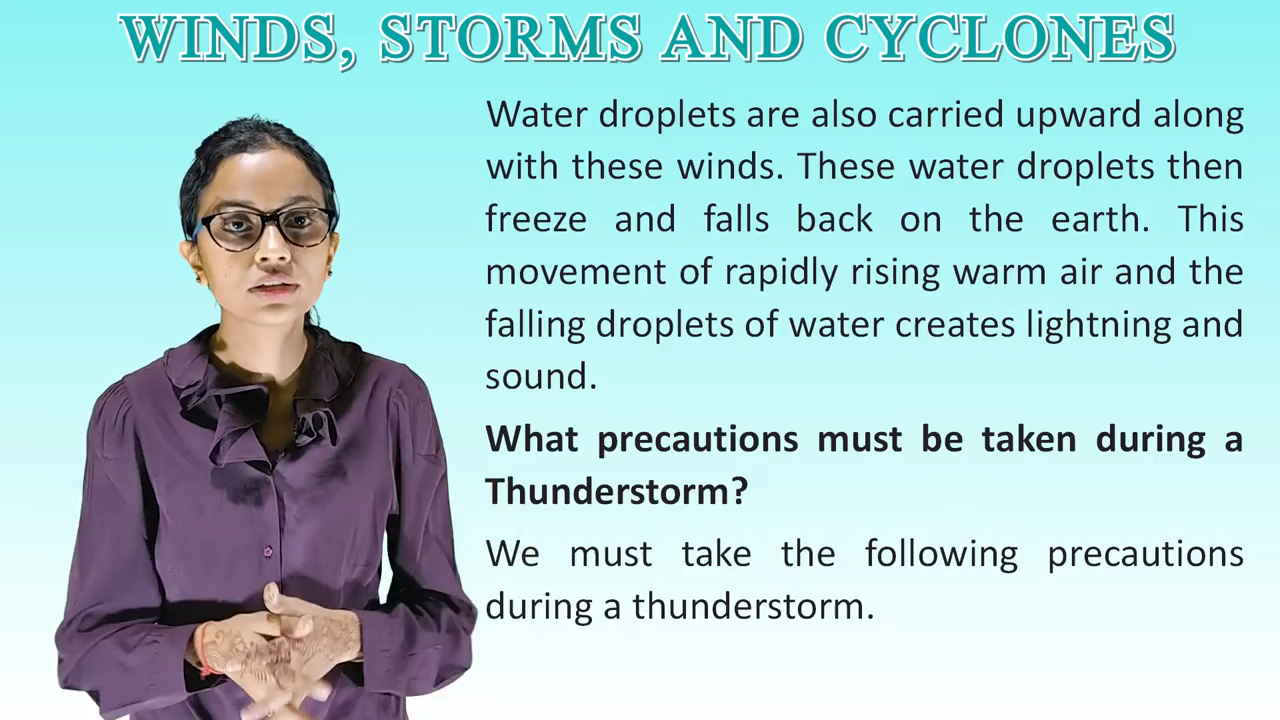 WINDS, STORMS AND CYCLONES
Water droplets are also carried upward along
with these winds. These water droplets then
freeze and falls back on the earth. This
movement of rapidly rising warm air and the
falling droplets of water creates lightning and
sound.
What precautions must be taken during a
Thunderstorm?
We must take the following precautions
during a thunderstorm.